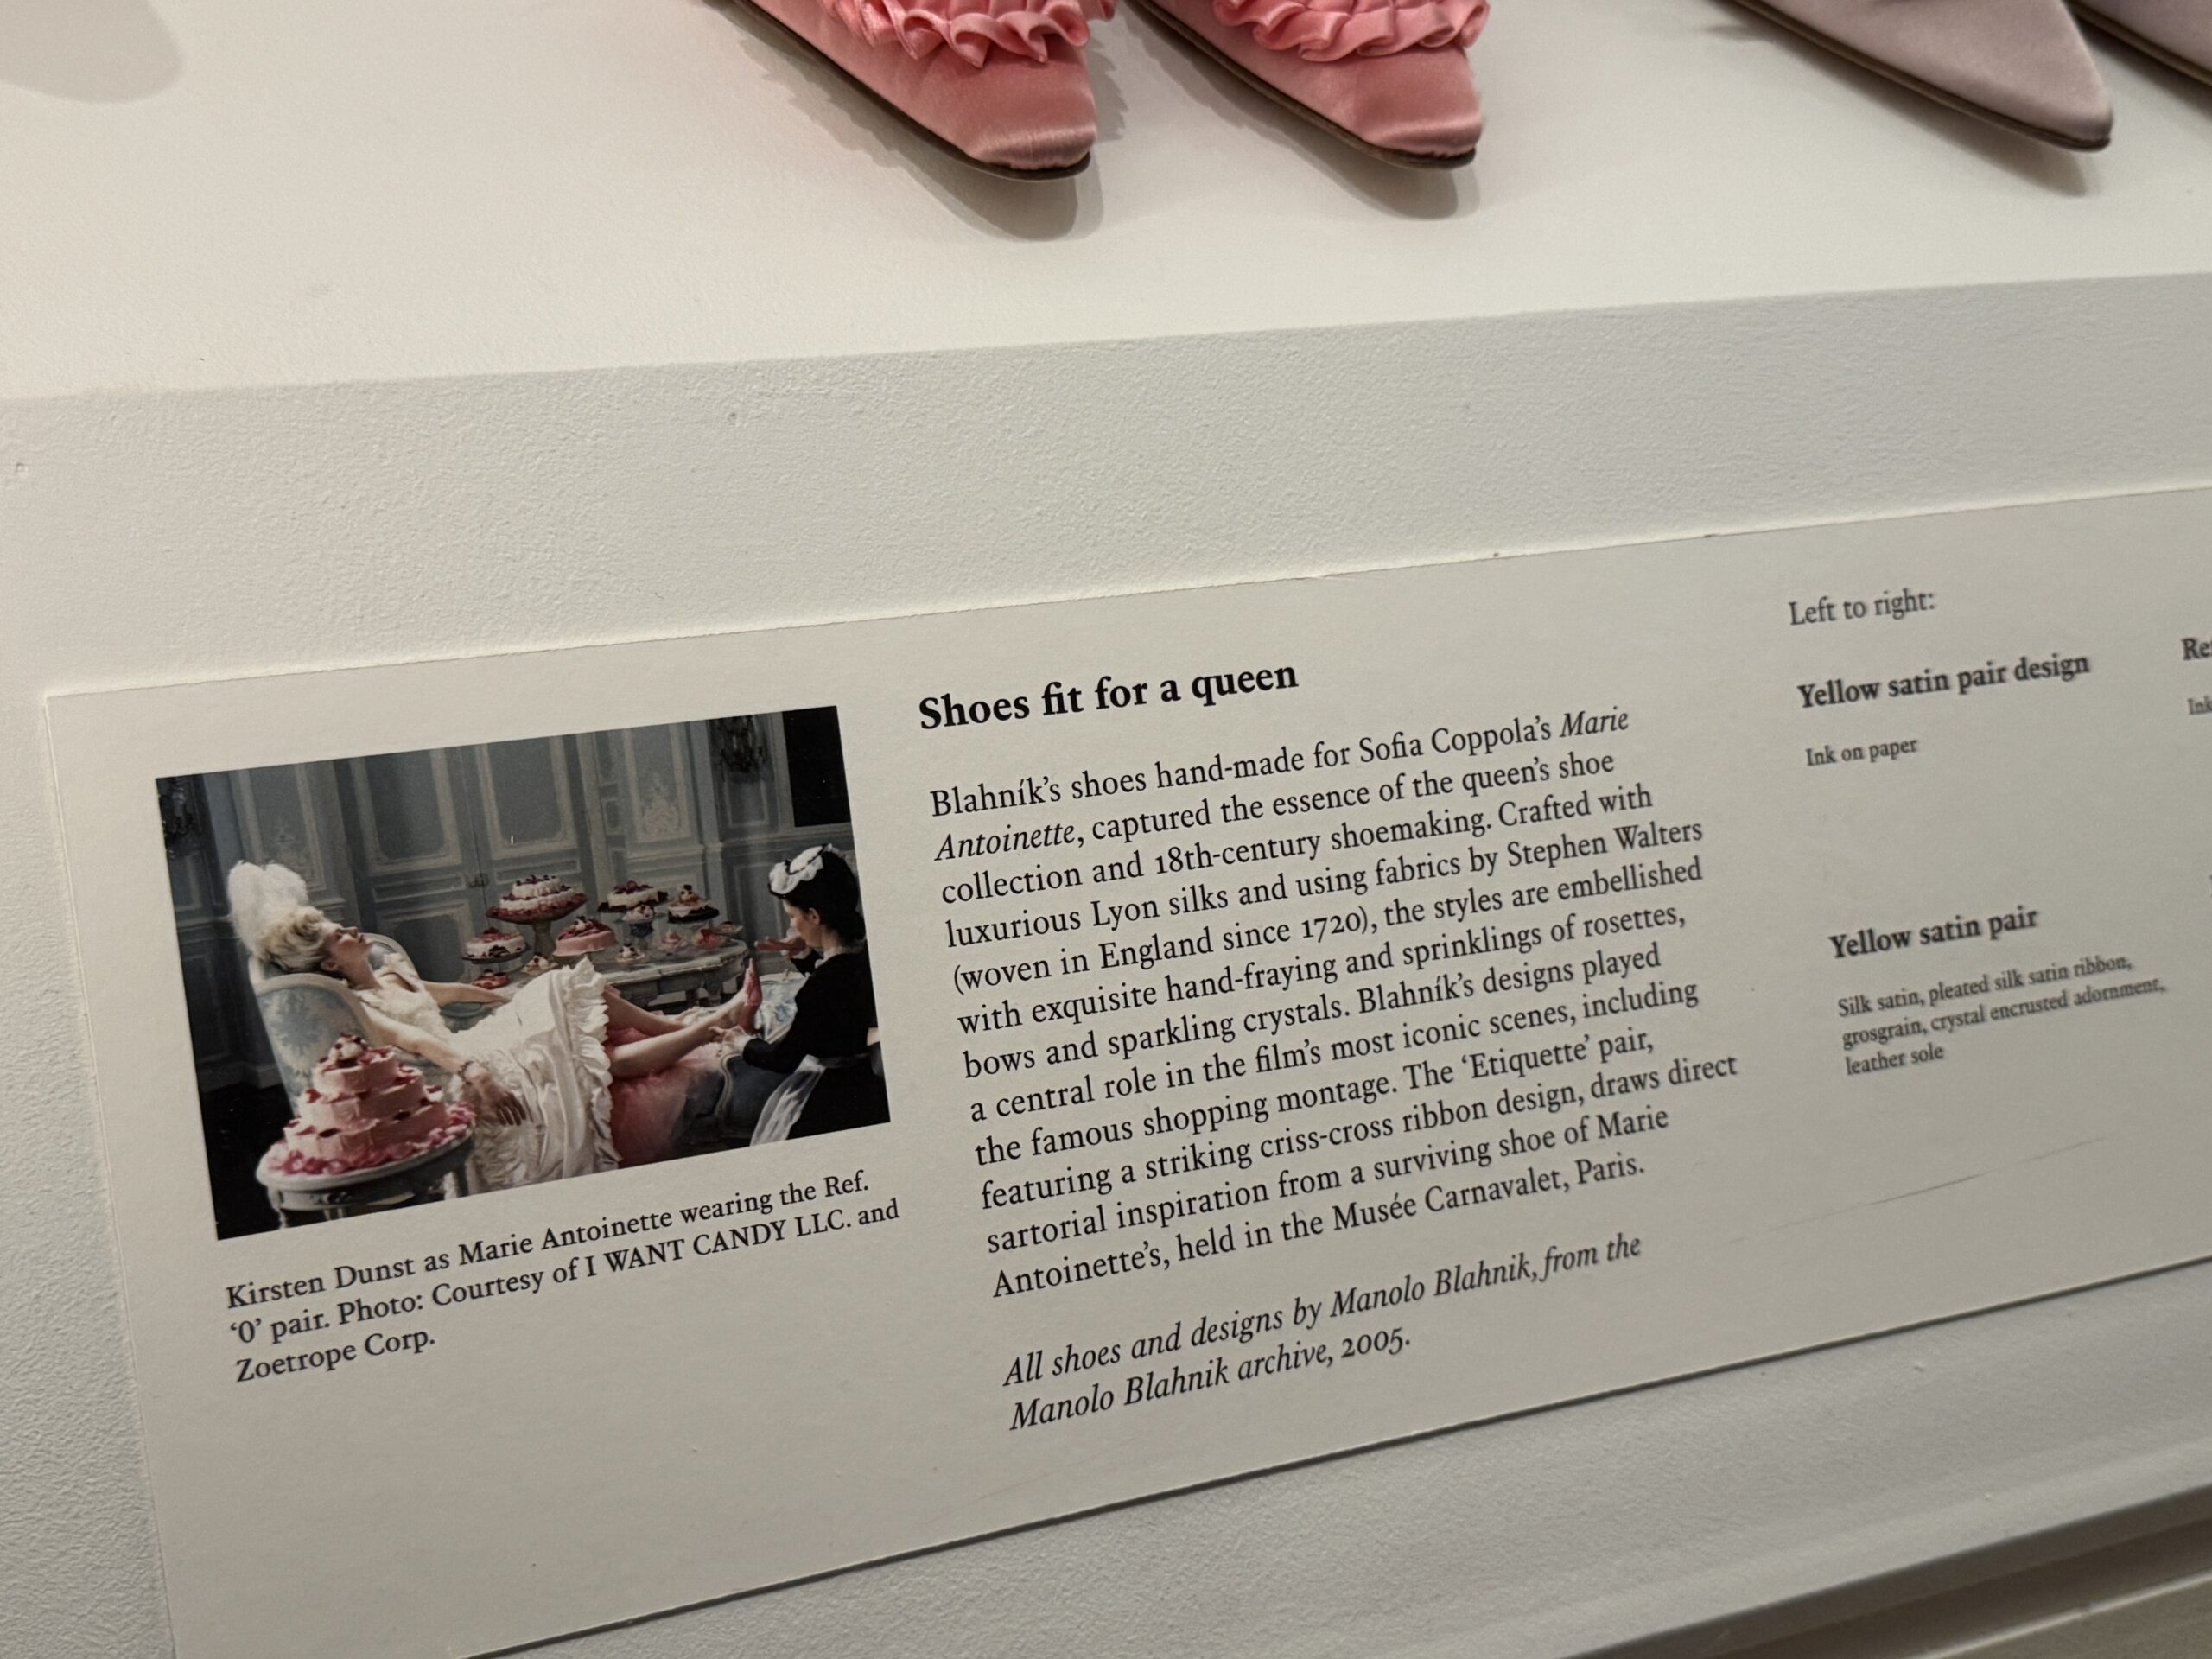 Kirsten Dunst as Marie Antoinette wearing the Ref.
‘0’ pair. Photo: Courtesy of I WANT CANDY LLC. and
Zoetrope Corp.
Shoes fit for a queen
Blahník’s shoes hand-made for Sofia Coppola’s Marie
Antoinette, captured the essence of the queen’s shoe
collection and 18th-century shoemaking. Crafted with
luxurious Lyon silks and using fabrics by Stephen Walters
(woven in England since 1720), the styles are embellished
with exquisite hand-fraying and sprinklings of rosettes,
bows and sparkling crystals. Blahník’s designs played
a central role in the film’s most iconic scenes, including
the famous shopping montage. The ‘Etiquette’ pair,
featuring a striking criss-cross ribbon design, draws direct
sartorial inspiration from a surviving shoe of Marie
Antoinette’s, held in the Musée Carnavalet, Paris.
All shoes and designs by Manolo Blahnik, from the
Manolo Blahnik archive, 2005.
Left to right:
Yellow satin pair design
Ink on paper
Yellow satin pair
Silk satin, pleated silk satin ribbon,
grosgrain, crystal encrusted adornment,
leather sole